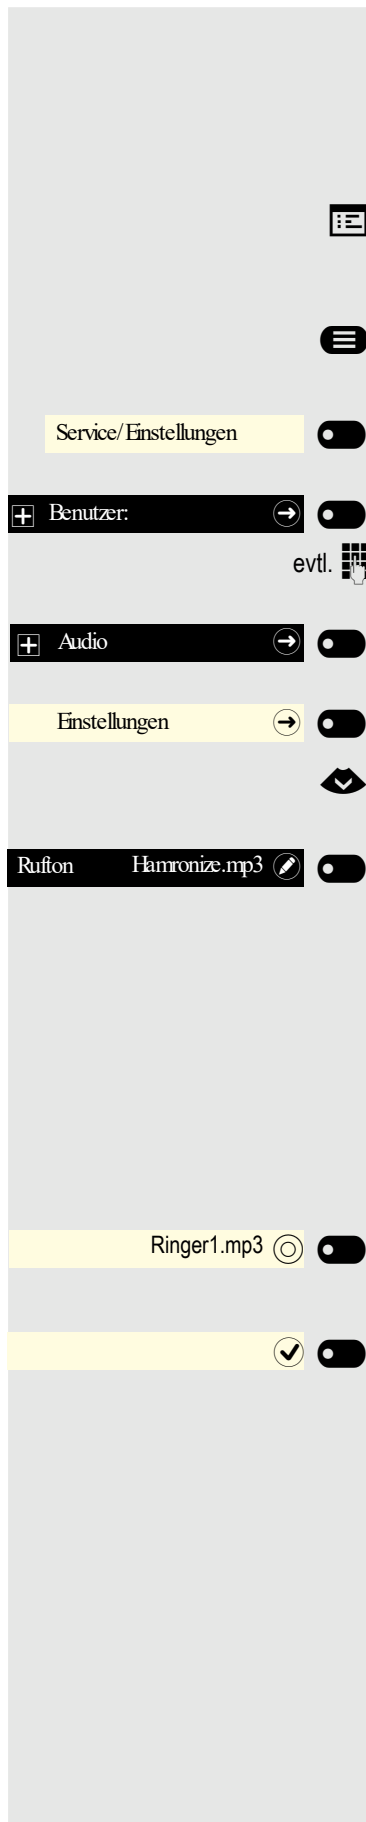 Service/Einstellungen
Benutzer:
evtl.
Audio
Einstellungen
Rufton Hamronize.mp3
Ringer1.mp3